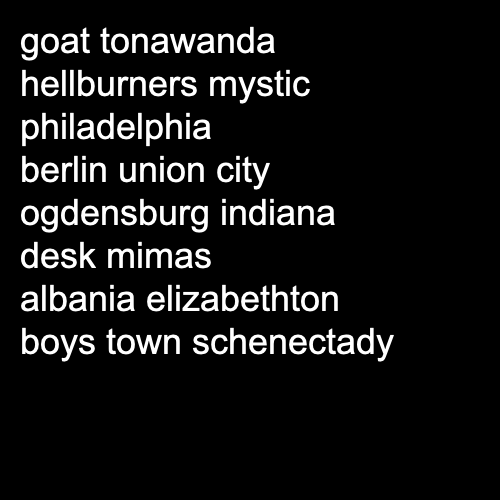 goat tonawanda
hellburners mystic
philadelphia
berlin union city
ogdensburg indiana
desk mimas
albania elizabethton
boys town schenectady